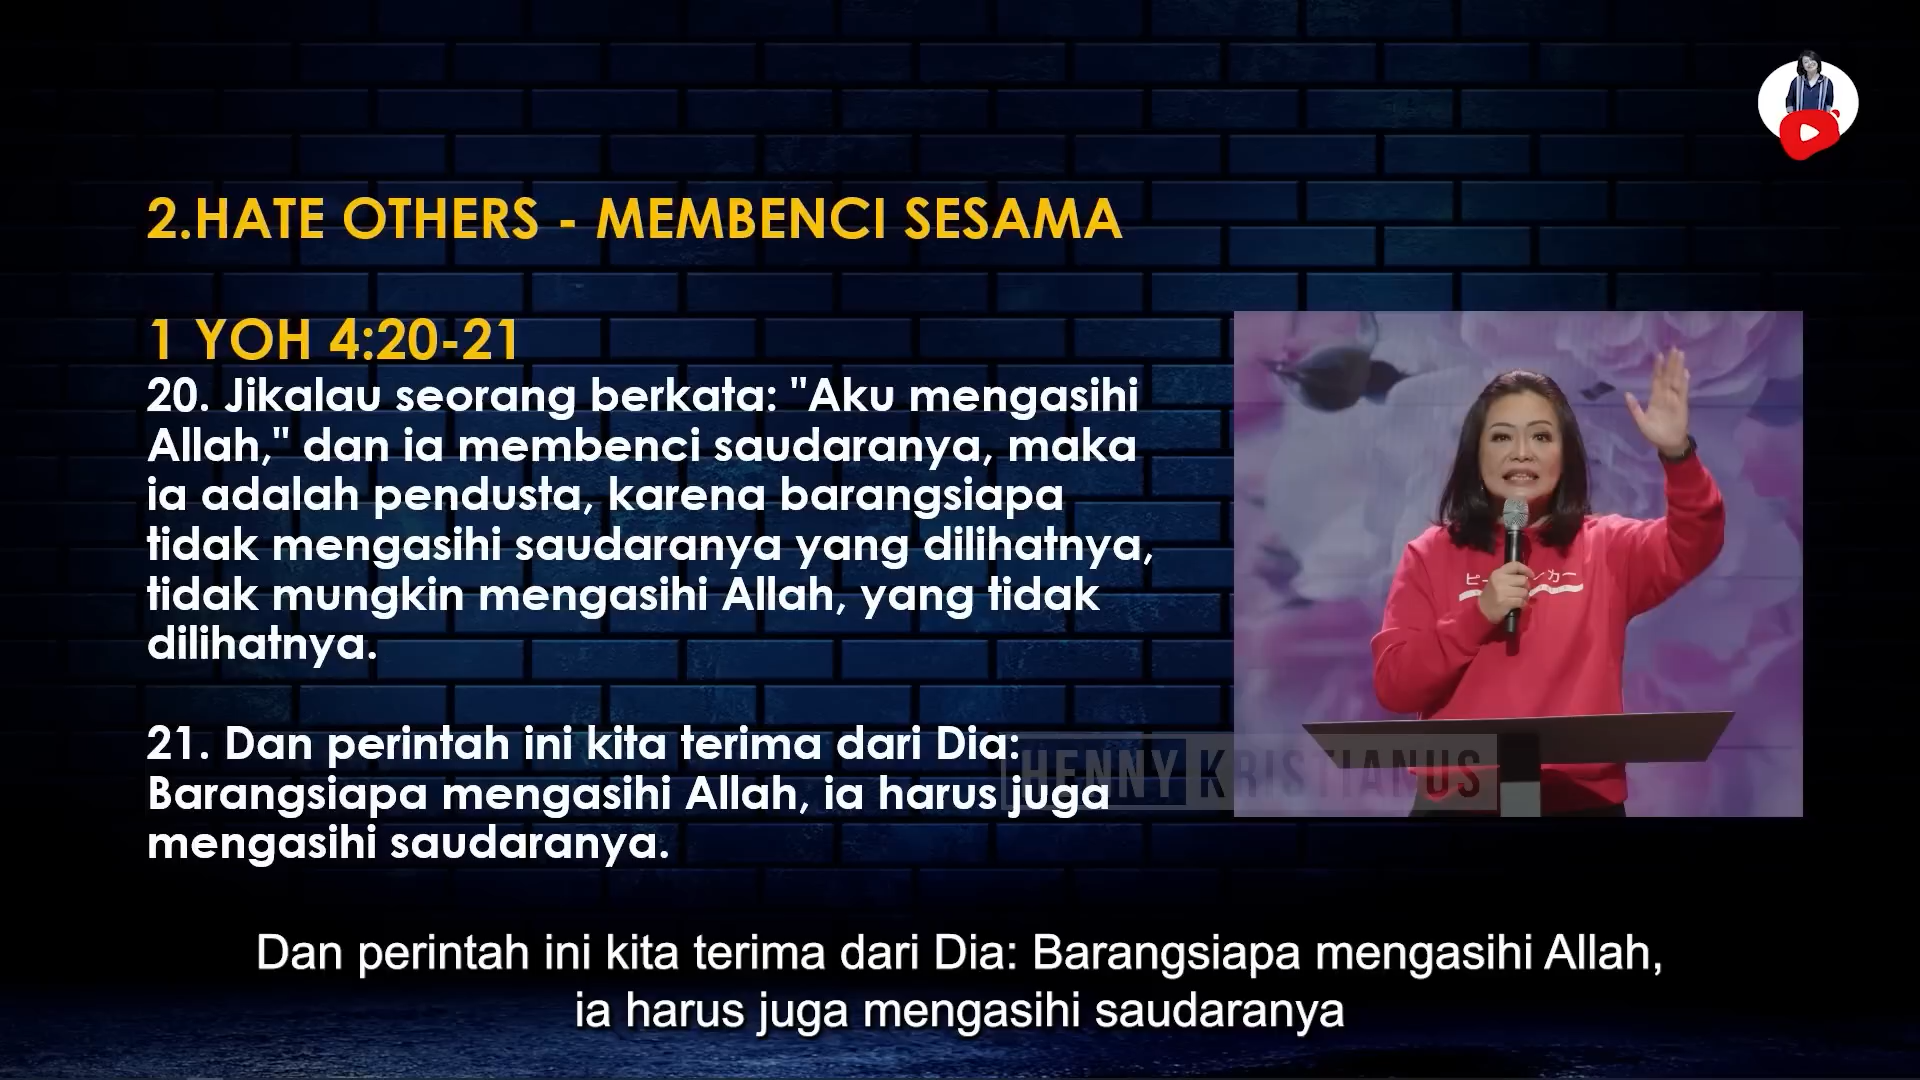 2.HATE OTHERS - MEMBENCI SESAMA
1 YOH 4:20-21
20. Jikalau seorang berkata: "Aku mengasihi
Allah," dan ia membenci saudaranya, maka
ia adalah pendusta, karena barangsiapa
tidak mengasihi saudaranya yang dilihatnya,
tidak mungkin mengasihi Allah, yang tidak
dilihatnya.
21. Dan perintah ini kita terima dari Dia:
Barangsiapa mengasihi Allah, ia harus juga
mengasihi saudaranya.
HENNY KRISTIANUS
Dan perintah ini kita terima dari Dia: Barangsiapa mengasihi Allah,
ia harus juga mengasihi saudaranya